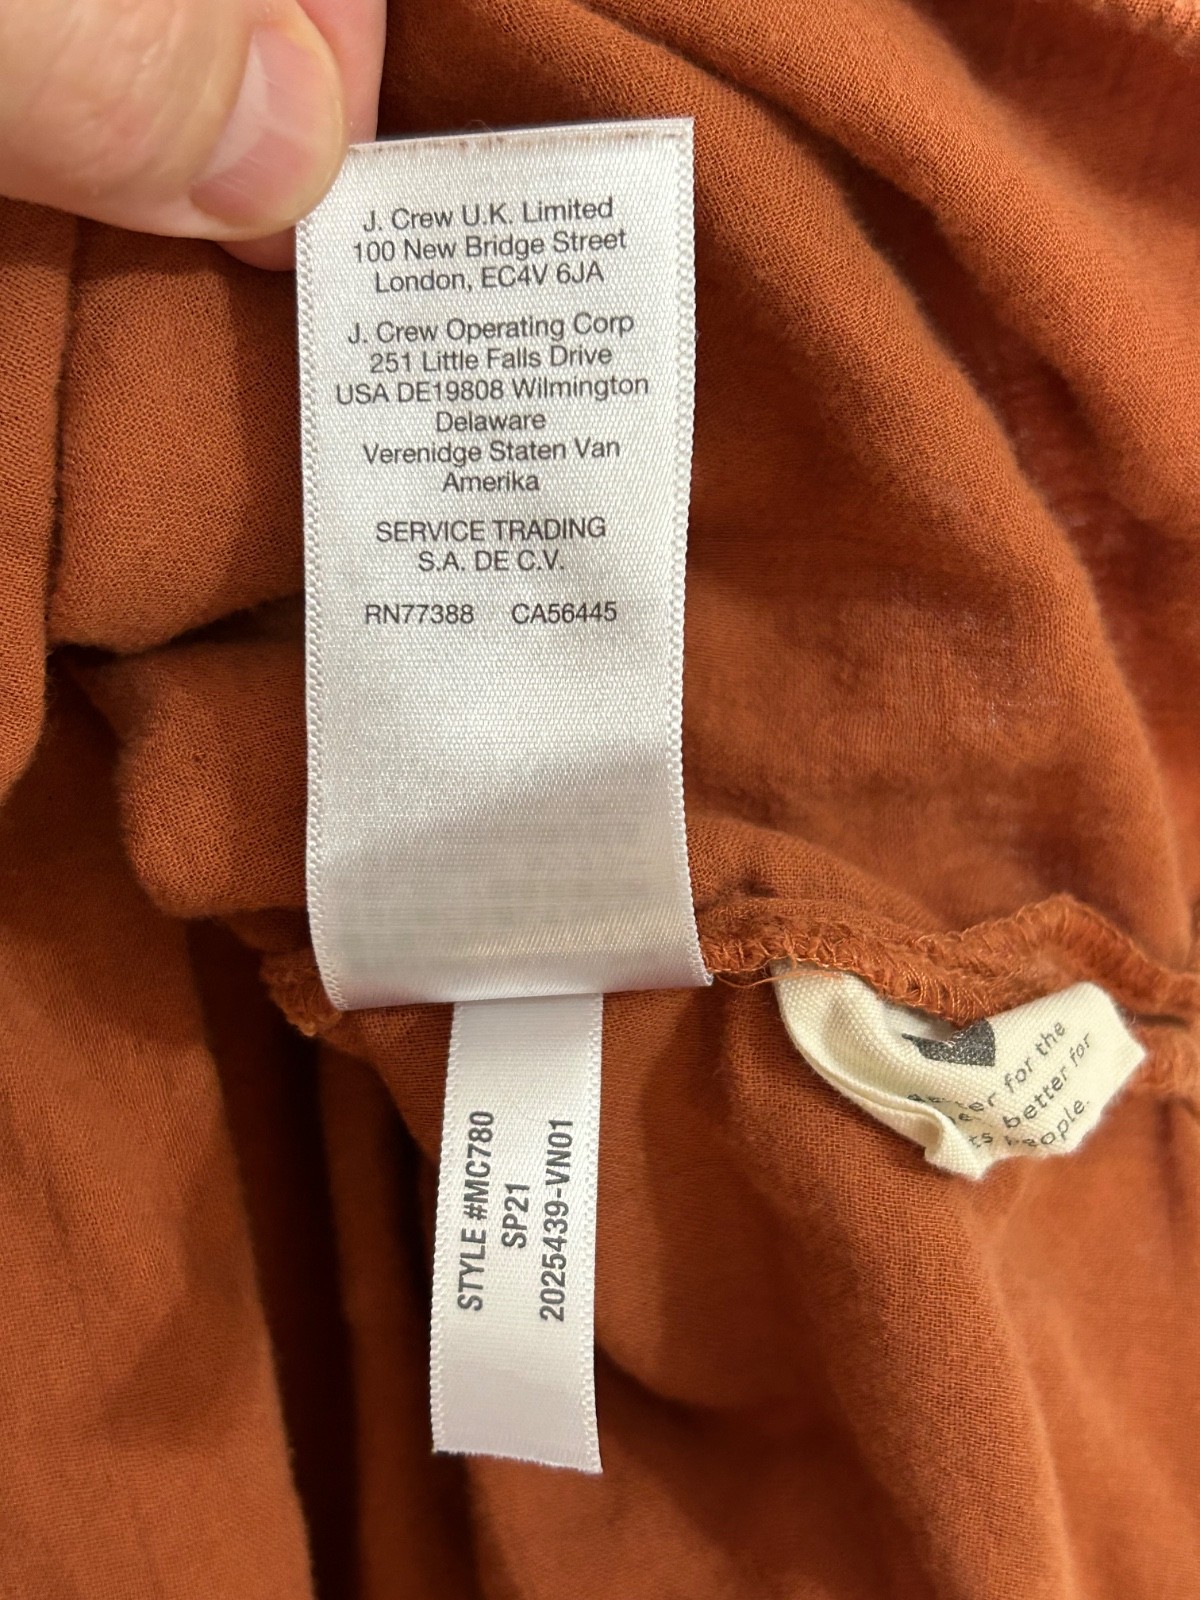 J. Crew U.K. Limited
100 New Bridge Street
London, EC4V 6JA
J. Crew Operating Corp
251 Little Falls Drive
USA DE19808 Wilmington
Delaware
Verenidge Staten Van
Amerika
SERVICE TRADING
S.A. DE C.V.
RN77388 CA56445
STYLE #MC780
SP21
2025439-VN01
for the
better for
people.